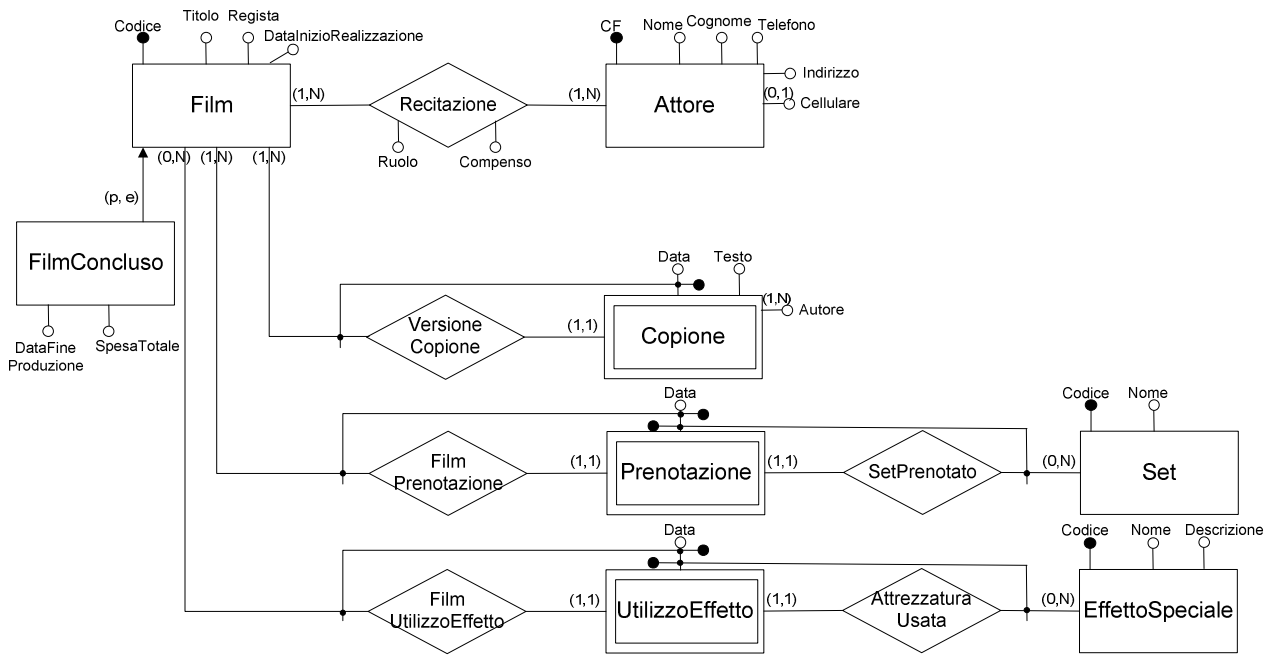 Codice
Titolo
Regista
DataInizioRealizzazione
Film
(1,N)
Recitazione
Ruolo
Compenso
(1,N)
CF
Nome
Cognome
Telefono
Attore
Indirizzo
(0,1)
Cellulare
(0,N)
(1,N)
(1,N)
(p, e)
FilmConcluso
DataFine
Produzione
SpesaTotale
Versione
Copione
(1,1)
Data
Testo
Copione
(1,N)
Autore
Film
Prenotazione
(1,1)
Data
Prenotazione
(1,1)
SetPrenotato
(0,N)
Codice
Nome
Set
Film
UtilizzoEffetto
(1,1)
Data
UtilizzoEffetto
(1,1)
Attrezzatura
Usata
(0,N)
Codice
Nome
Descrizione
EffettoSpeciale